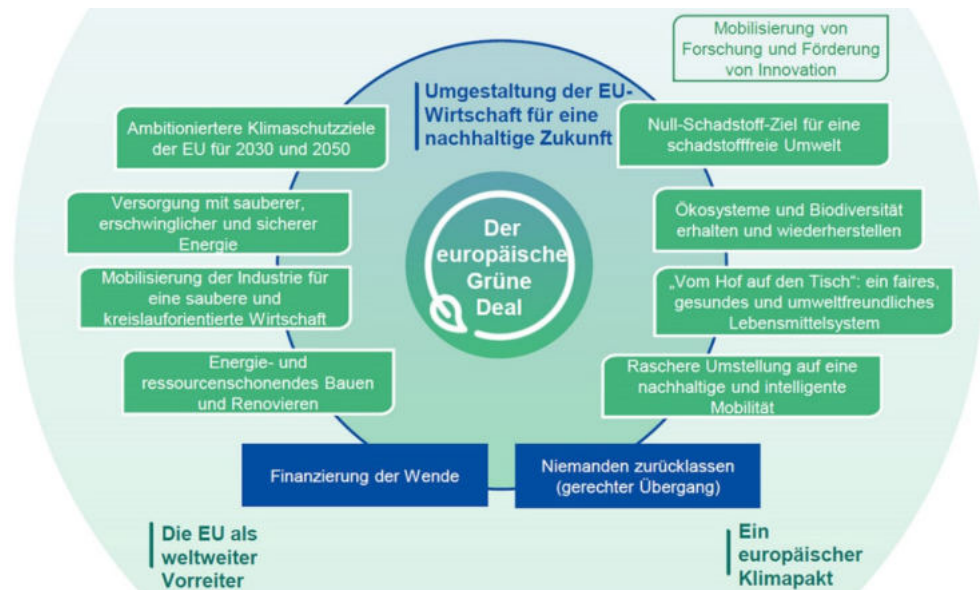 Mobilisierung von
Forschung und Förderung
von Innovation
Umgestaltung der EU-
Wirtschaft für eine
nachhaltige Zukunft
Ambitioniertere Klimaschutzziele
der EU für 2030 und 2050
Null-Schadstoff-Ziel für eine
schadstofffreie Umwelt
Versorgung mit sauberer,
erschwinglicher und sicherer
Energie
Ökosysteme und Biodiversität
erhalten und wiederherstellen
Der
europäische
Grüne
Deal
Mobilisierung der Industrie für
eine saubere und
kreislauforientierte Wirtschaft
„Vom Hof auf den Tisch“: ein faires,
gesundes und umweltfreundliches
Lebensmittelsystem
Energie- und
ressourcenschonendes Bauen
und Renovieren
Raschere Umstellung auf eine
nachhaltige und intelligente
Mobilität
Finanzierung der Wende
Niemanden zurücklassen
(gerechter Übergang)
Die EU als
weltweiter
Vorreiter
Ein
europäischer
Klimapakt